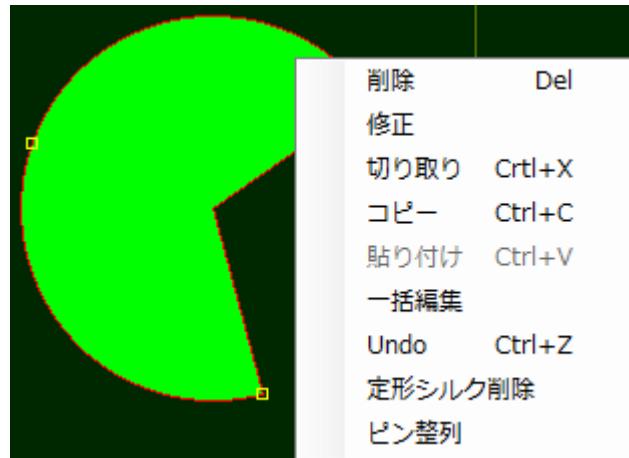 削除 Del
修正
切り取り Crtl+X
コピー Ctrl+C
貼り付け Ctrl+V
一括編集
Undo Ctrl+Z
定形シルク削除
ピン整列